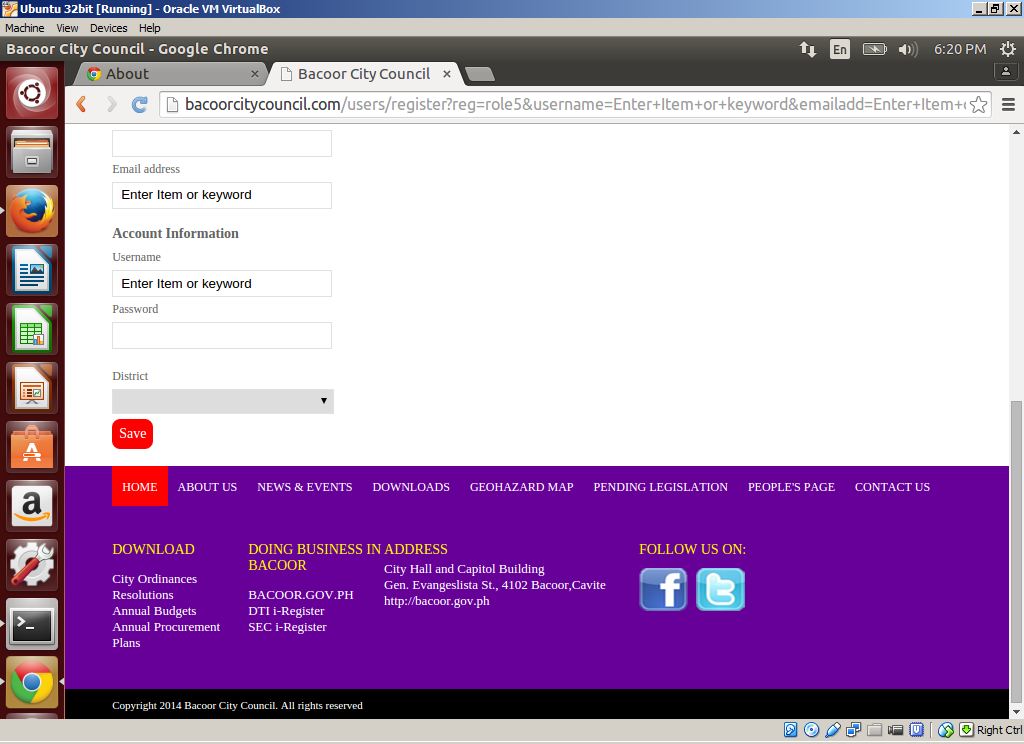 Ubuntu 32bit [Running] - Oracle VM VirtualBox
Machine View Devices Help
Bacoor City Council - Google Chrome
En
6:20 PM
About
Bacoor City Council
bacoorcitycouncil.com/users/register?reg=role5&username=Enter+Item+or+keyword&emailadd=Enter+Item+
Email address
Enter Item or keyword
Account Information
Username
Enter Item or keyword
Password
District
Save
HOME ABOUT US NEWS & EVENTS DOWNLOADS GEOHAZARD MAP PENDING LEGISLATION PEOPLE'S PAGE CONTACT US
DOWNLOAD
City Ordinances
Resolutions
Annual Budgets
Annual Procurement
Plans
DOING BUSINESS IN
BACOOR
BACOOR.GOV.PH
DTI i-Register
SEC i-Register
ADDRESS
City Hall and Capitol Building
Gen. Evangeslista St., 4102 Bacoor,Cavite
http://bacoor.gov.ph
FOLLOW US ON:
Copyright 2014 Bacoor City Council. All rights reserved
Right Ctrl